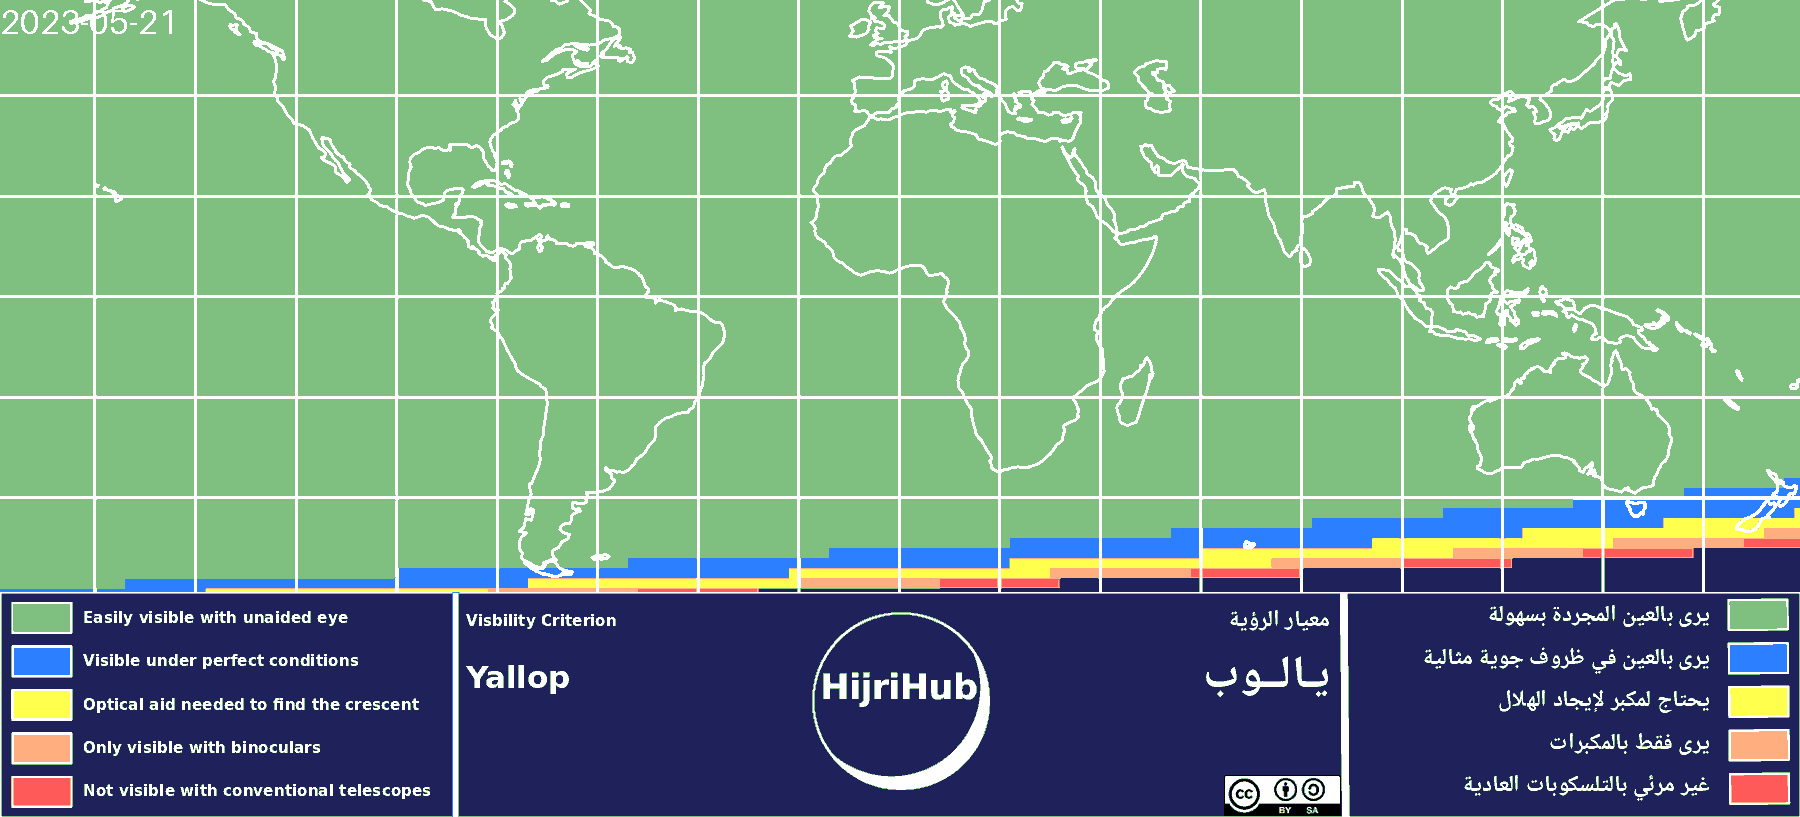 2023-05-21
Easily visible with unaided eye
Visible under perfect conditions
Optical aid needed to find the crescent
Only visible with binoculars
Not visible with conventional telescopes
Visbility Criterion
Yallop
HijriHub
معيار الرؤية
يـالـوب
cc
BY SA
يرى بالعين المجردة بسهولة
يرى بالعين في ظروف جوية مثالية
يحتاج لمكبر لإيجاد الهلال
يرى فقط بالمكبرات
غير مرئي بالتلسكوبات العادية